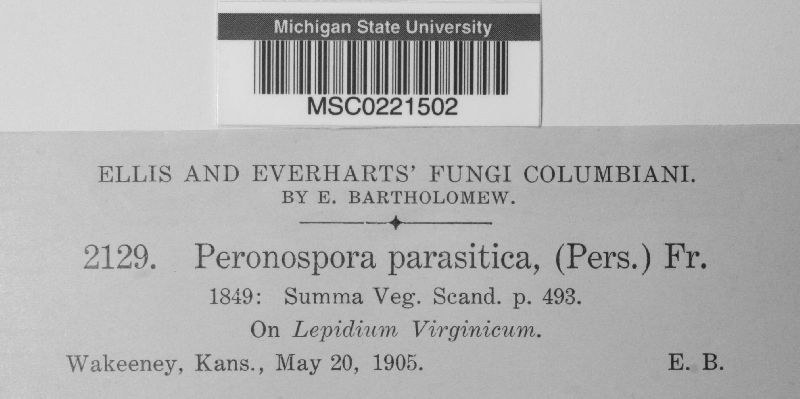 Michigan State University
MSC0221502
ELLIS AND EVERHARTS' FUNGI COLUMBIANI.
BY E. BARTHOLOMEW.
2129. Peronospora parasitica, (Pers.) Fr.
1849: Summa Veg. Scand. p. 493.
On Lepidium Virginicum.
Wakeeney, Kans., May 20, 1905. E. B.